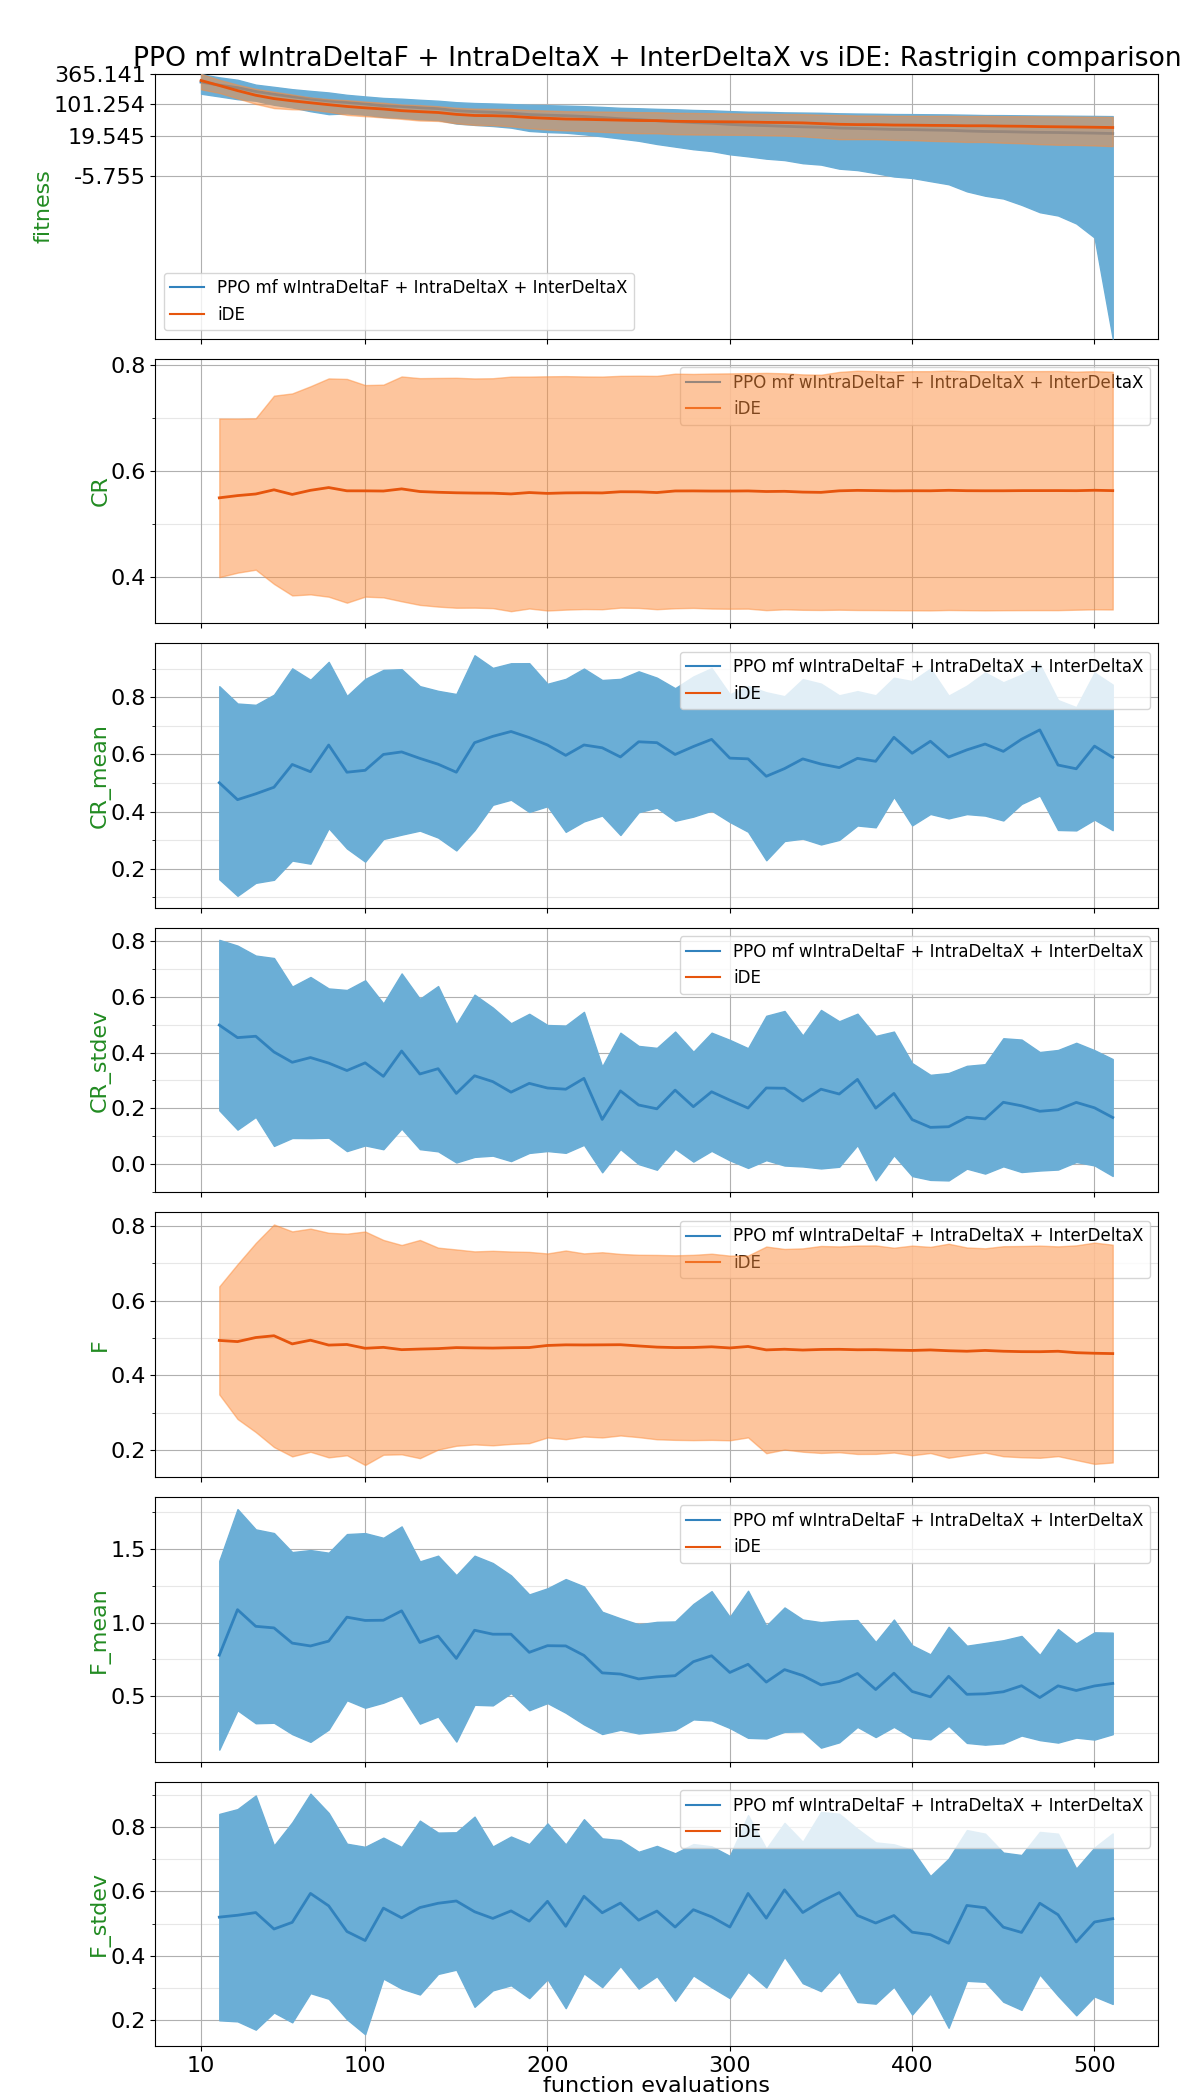 PPO mf wIntraDeltaF + IntraDeltaX + InterDeltaX vs iDE: Rastrigin comparison
365.141
101.254
19.545
-5.755
fitness
PPO mf wIntraDeltaF + IntraDeltaX + InterDeltaX
iDE
0.8
0.6
0.4
CR
PPO mf wIntraDeltaF + IntraDeltaX + InterDeltaX
iDE
0.8
0.6
0.4
0.2
CR_mean
PPO mf wIntraDeltaF + IntraDeltaX + InterDeltaX
iDE
0.8
0.6
0.4
0.2
0.0
CR_stdev
PPO mf wIntraDeltaF + IntraDeltaX + InterDeltaX
iDE
0.8
0.6
0.4
0.2
F
PPO mf wIntraDeltaF + IntraDeltaX + InterDeltaX
iDE
1.5
1.0
0.5
F_mean
PPO mf wIntraDeltaF + IntraDeltaX + InterDeltaX
iDE
0.8
0.6
0.4
0.2
F_stdev
PPO mf wIntraDeltaF + IntraDeltaX + InterDeltaX
iDE
10 100 200 300 400 500
function evaluations